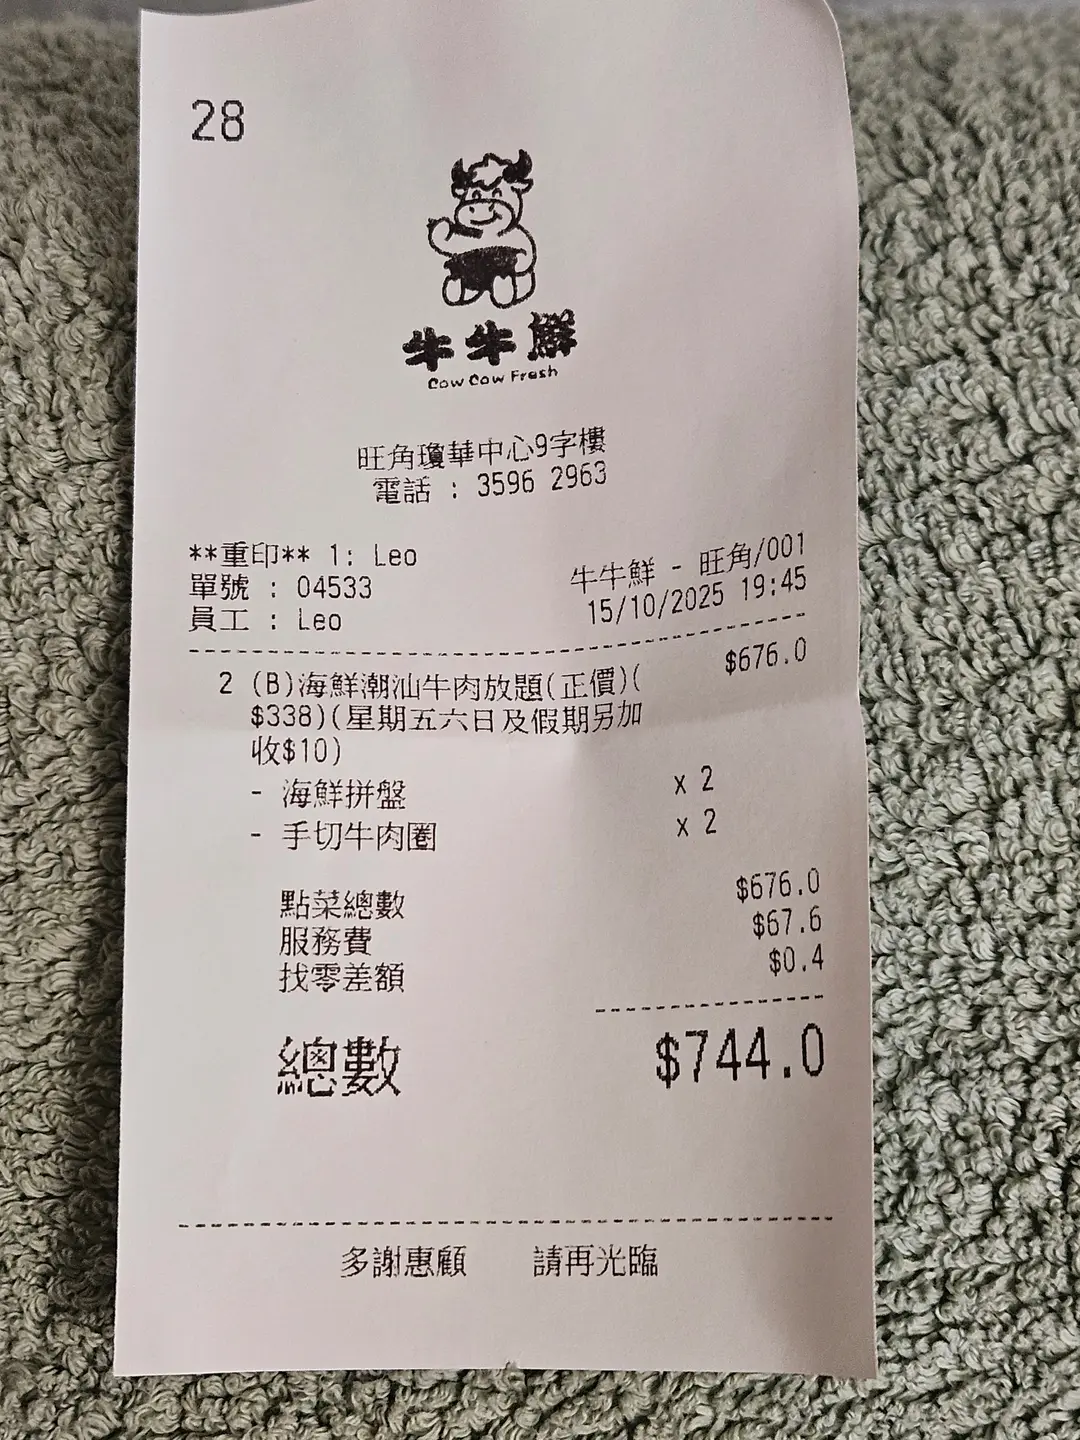 28
牛牛鮮
Cow Cow Fresh
旺角瓊華中心9字樓
電話 : 3596 2963
**重印** 1: Leo
牛牛鮮 - 旺角/001
單號 : 04533
15/10/2025 19:45
員工 : Leo
2 (B)海鮮潮汕牛肉放題(正價)( $676.0
$338)(星期五六日及假期另加
收$10)
- 海鮮拼盤 x 2
- 手切牛肉圈 x 2
點菜總數 $676.0
服務費 $67.6
找零差額 $0.4
總數 $744.0
多謝惠顧 請再光臨